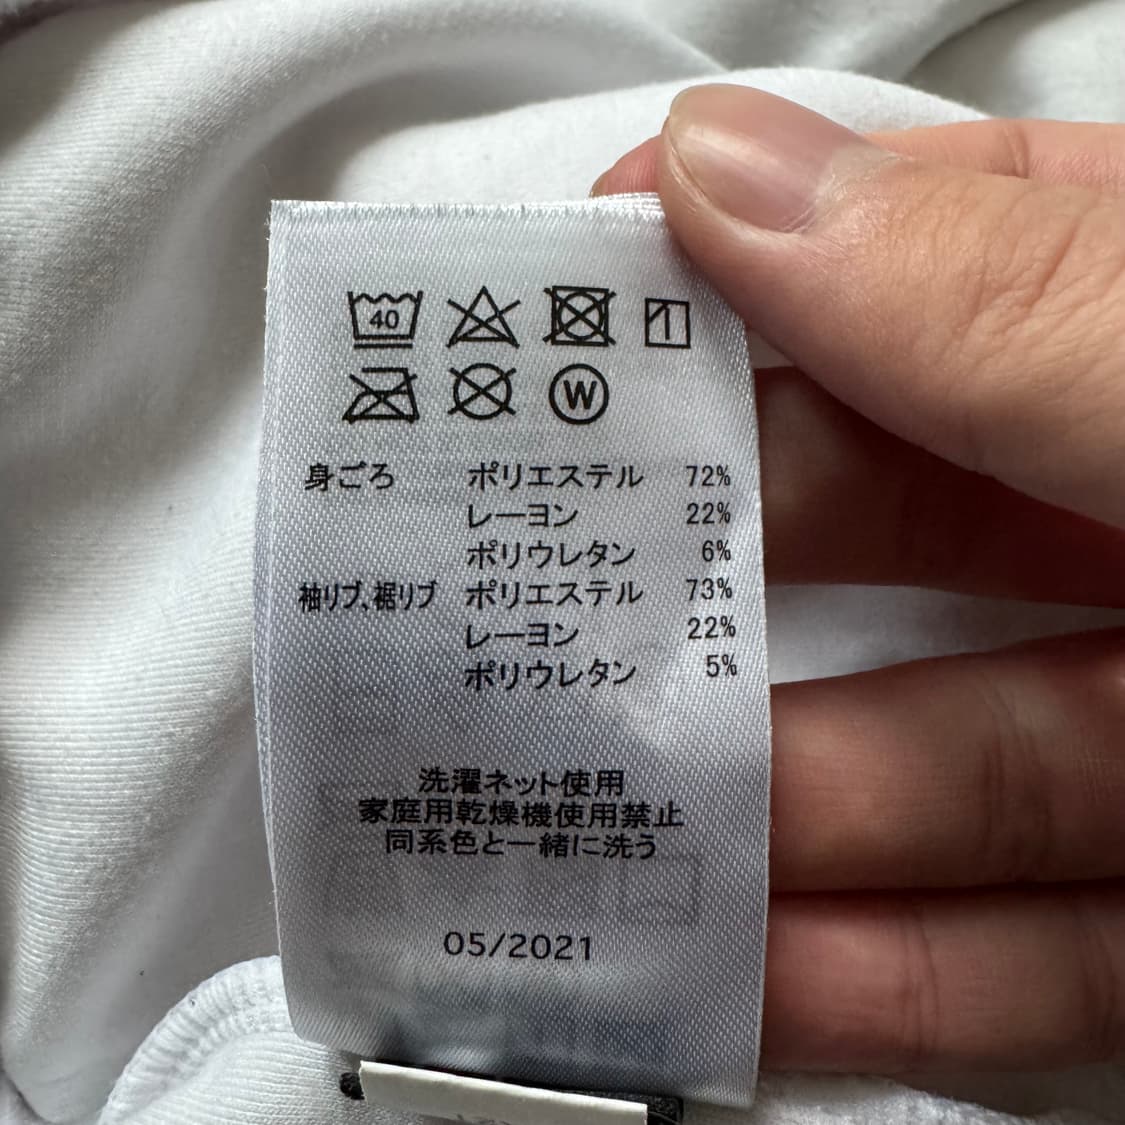 40
W
身ごろ ポリエステル 72%
レーヨン 22%
ポリウレタン 6%
袖リブ、裾リブ ポリエステル 73%
レーヨン 22%
ポリウレタン 5%
洗濯ネット使用
家庭用乾燥機使用禁止
同系色と一緒に洗う
05/2021